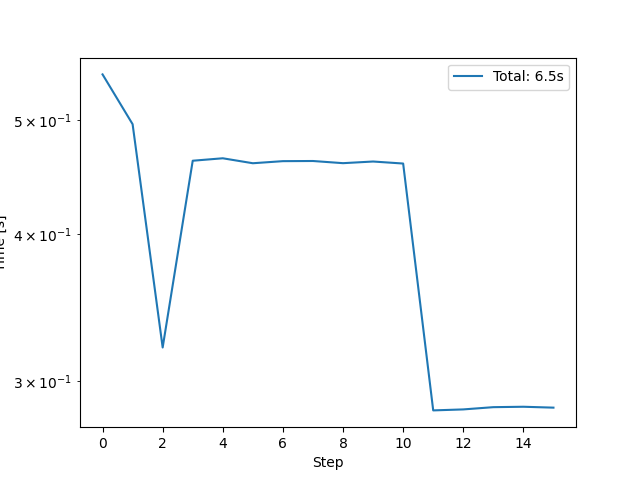 Total: 6.5s
5 × 10⁻¹
4 × 10⁻¹
3 × 10⁻¹
[s]
0 2 4 6 8 10 12 14
Step